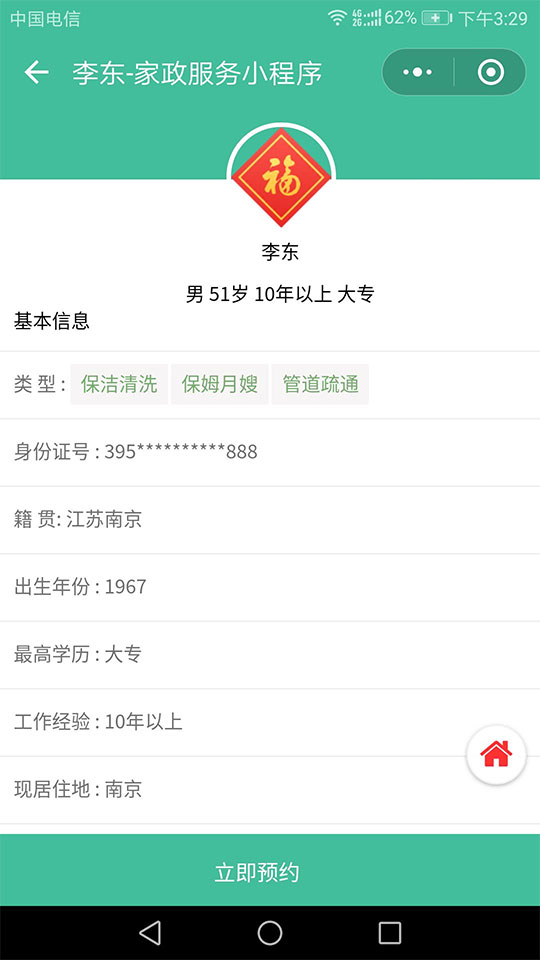 中国电信 4G 2G 62% 下午3:29
李东-家政服务小程序
福
李东
男 51岁 10年以上 大专
基本信息
类 型 : 保洁清洗 保姆月嫂 管道疏通
身份证号 : 395**********888
籍 贯: 江苏南京
出生年份 : 1967
最高学历 : 大专
工作经验 : 10年以上
现居住地 : 南京
立即预约